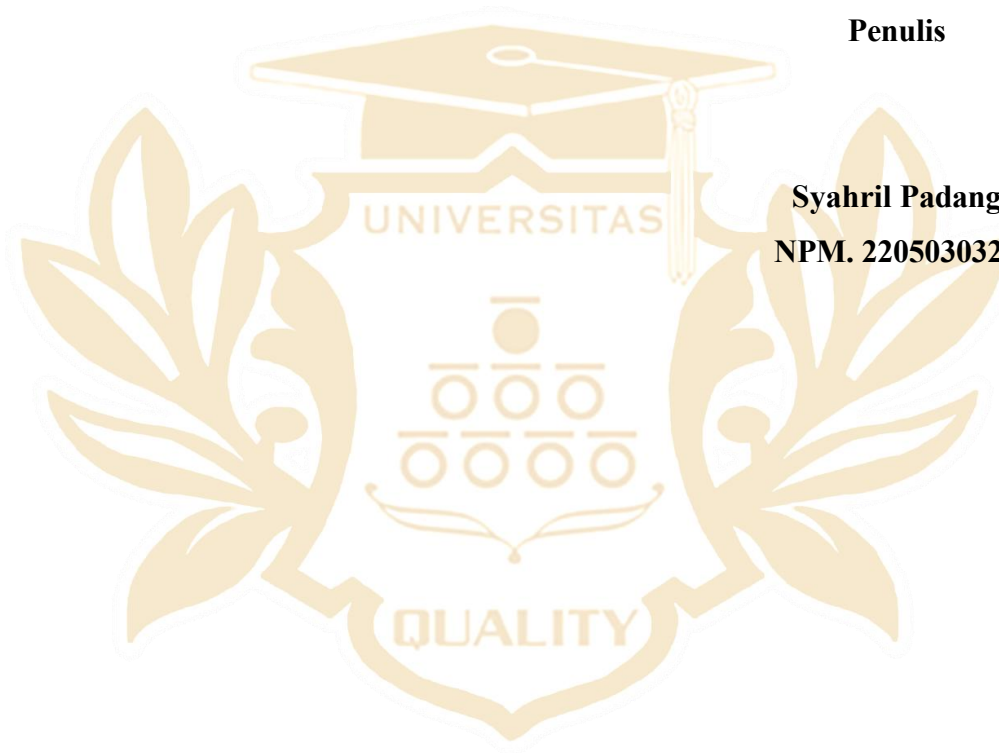 Penulis
Syahril Padang
NPM. 220503032
UNIVERSITAS
QUALITY